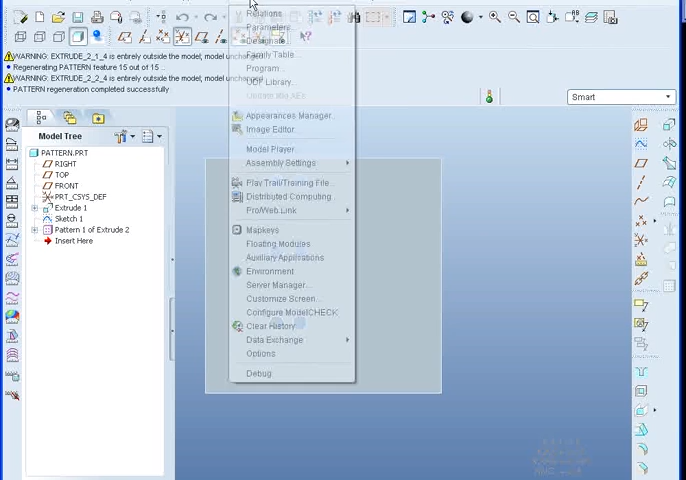 WARNING: EXTRUDE_2_1_4 is entirely outside the model, model unchanged.
Regenerating PATTERN feature 15 out of 15 ...
WARNING: EXTRUDE_2_2_4 is entirely outside the model, model unchanged.
PATTERN regeneration completed successfully.
Smart
Model Tree
PATTERN.PRT
RIGHT
TOP
FRONT
PRT_CSYS_DEF
Extrude 1
Sketch 1
Pattern 1 of Extrude 2
Insert Here
Relations...
Parameters...
Designate...
Family Table...
Program...
UDF Library...
Appearances Manager...
Image Editor...
Model Player...
Assembly Settings
Play Trail/Training File...
Distributed Computing...
Pro/Web.Link
Mapkeys
Floating Modules
Auxiliary Applications
Environment
Server Manager...
Customize Screen...
Configure ModelCHECK
Clear History
Data Exchange
Options
Debug